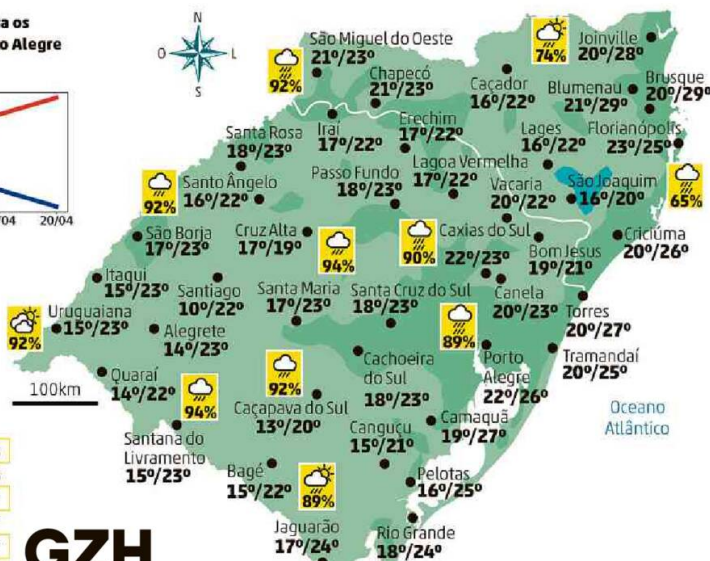 a os
o Alegre
/04 20/04
N
O L
S
São Miguel do Oeste
21º/23º
92%
Chapecó
21º/23º
74%
Joinville
20º/28º
Caçador
16º/22º
Blumenau
21º/29º
Brusque
20º/29º
Iraí
17º/22º
Erechim
17º/22º
Lages
16º/22º
Florianópolis
23º/25º
65%
Santa Rosa
18º/23º
Passo Fundo
18º/23º
Lagoa Vermelha
17º/22º
Vacaria
20º/22º
São Joaquim
16º/20º
92%
Santo Ângelo
16º/22º
São Borja
17º/23º
Cruz Alta
17º/19º
94%
90%
Caxias do Sul
22º/23º
Bom Jesus
19º/21º
Criciúma
20º/26º
Itaqui
15º/23º
Santiago
10º/22º
Santa Maria
17º/23º
Santa Cruz do Sul
18º/23º
Canela
20º/23º
Torres
20º/27º
92%
Uruguaiana
15º/23º
Alegrete
14º/23º
89%
Porto
Alegre
22º/26º
Tramandaí
20º/25º
Quaraí
14º/22º
100km
94%
92%
Caçapava do Sul
13º/20º
Cachoeira
do Sul
18º/23º
Camaquã
19º/27º
Oceano
Atlântico
Santana do
Livramento
15º/23º
Canguçu
15º/21º
Bagé
15º/22º
89%
Pelotas
16º/25º
Jaguarão
17º/24º
Rio Grande
18º/24º
GZH